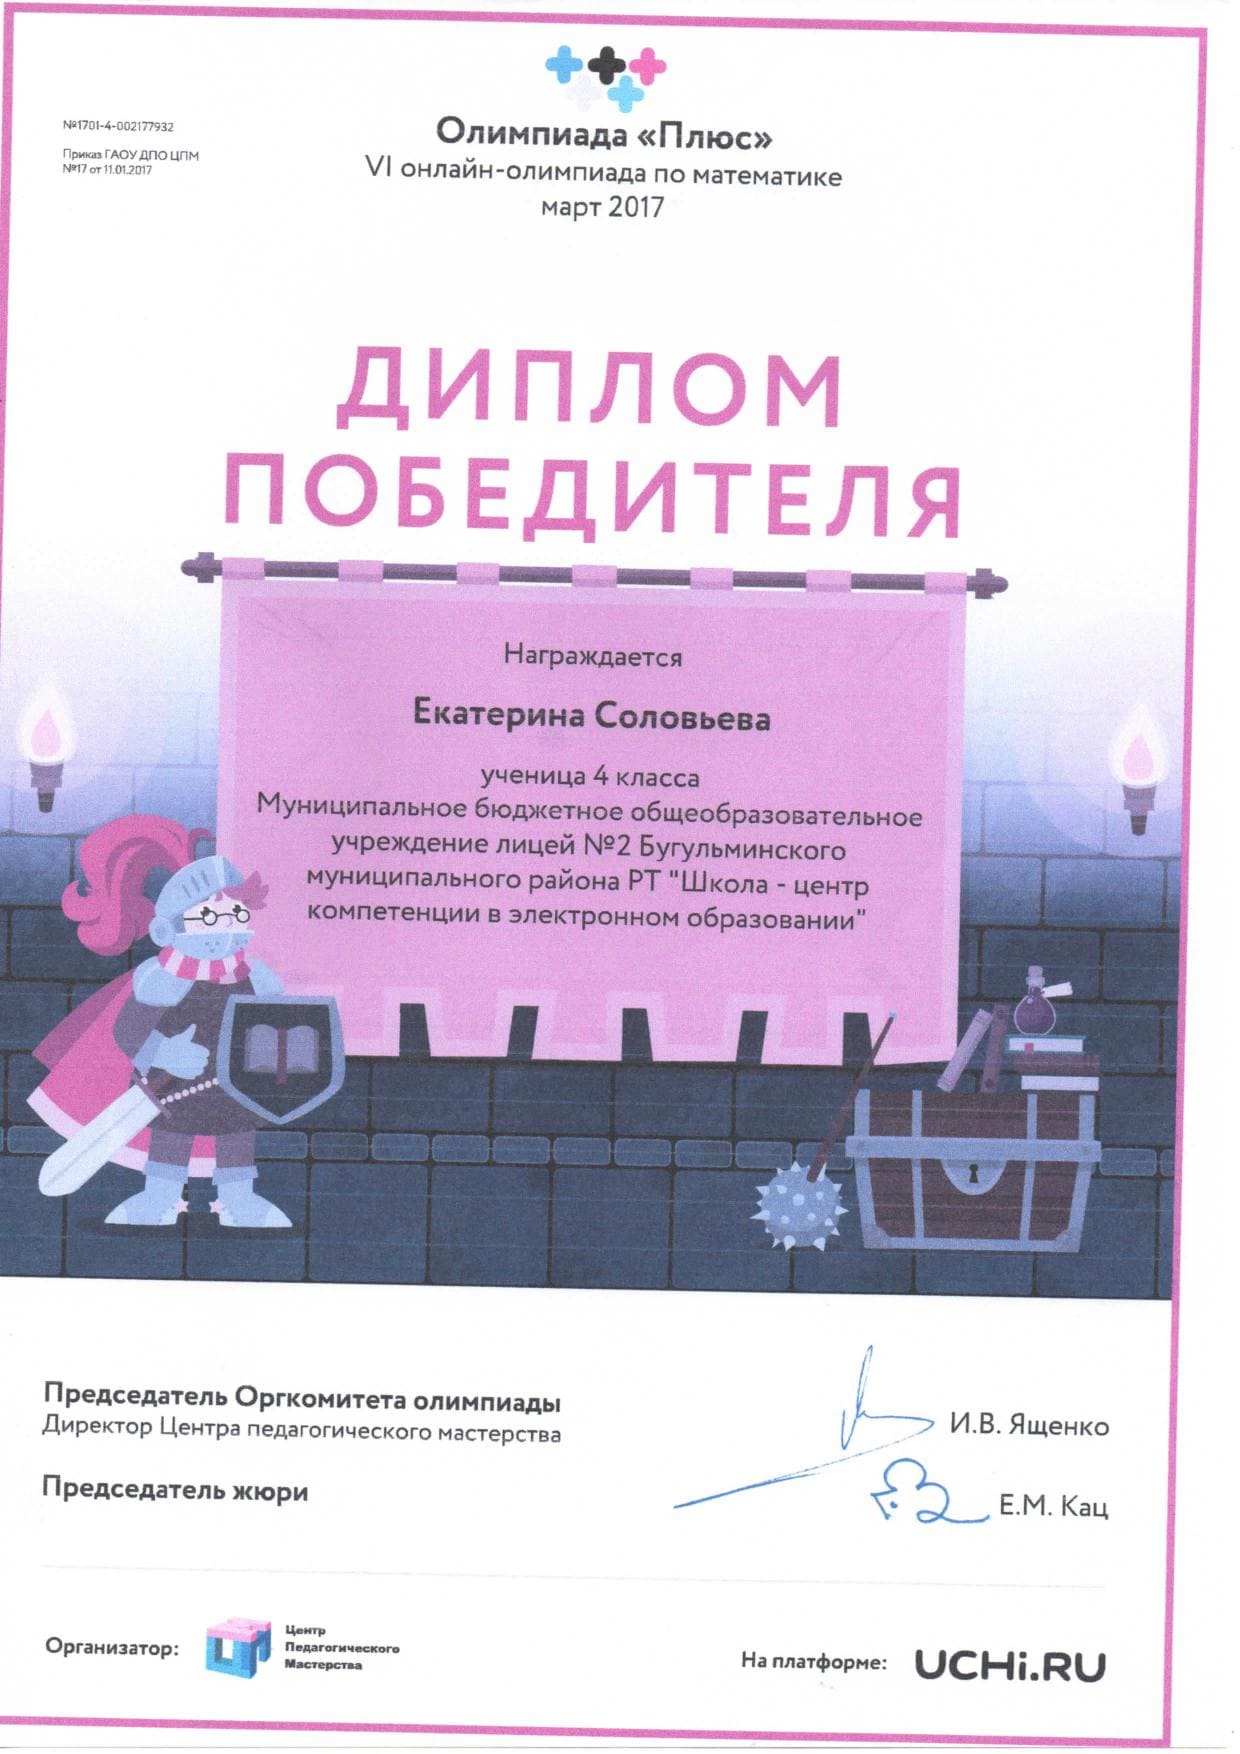 №1701-4-002177932
Приказ ГАОУ ДПО ЦПМ
№17 от 11.01.2017
Олимпиада «Плюс»
VI онлайн-олимпиада по математике
март 2017
ДИПЛОМ
ПОБЕДИТЕЛЯ
Награждается
Екатерина Соловьева
ученица 4 класса
Муниципальное бюджетное общеобразовательное
учреждение лицей №2 Бугульминского
муниципального района РТ "Школа - центр
компетенции в электронном образовании"
Председатель Оргкомитета олимпиады
Директор Центра педагогического мастерства
И.В. Ященко
Председатель жюри
Е.М. Кац
Организатор:
Центр
Педагогического
Мастерства
На платформе:
UCHi.RU